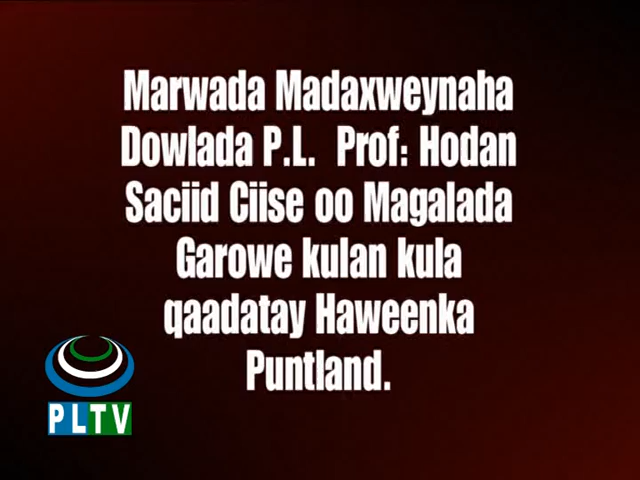 Marwada Madaxweynaha
Dowlada P.L. Prof: Hodan
Saciid Ciise oo Magalada
Garowe kulan kula
qaadatay Haweenka
Puntland.
PLTV